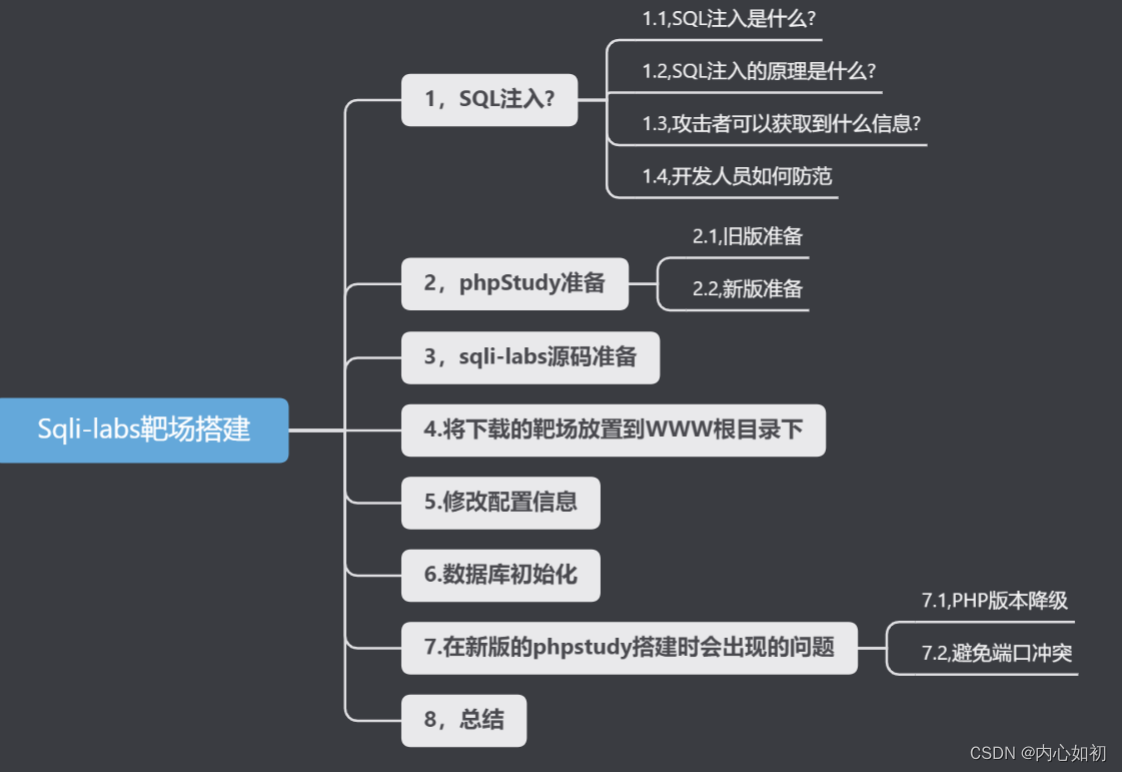 Sqli-labs靶场搭建
1，SQL注入?
1.1,SQL注入是什么?
1.2,SQL注入的原理是什么?
1.3,攻击者可以获取到什么信息?
1.4,开发人员如何防范
2，phpStudy准备
2.1,旧版准备
2.2,新版准备
3，sqli-labs源码准备
4.将下载的靶场放置到WWW根目录下
5.修改配置信息
6.数据库初始化
7.在新版的phpstudy搭建时会出现的问题
7.1,PHP版本降级
7.2,避免端口冲突
8，总结
CSDN @内心如初